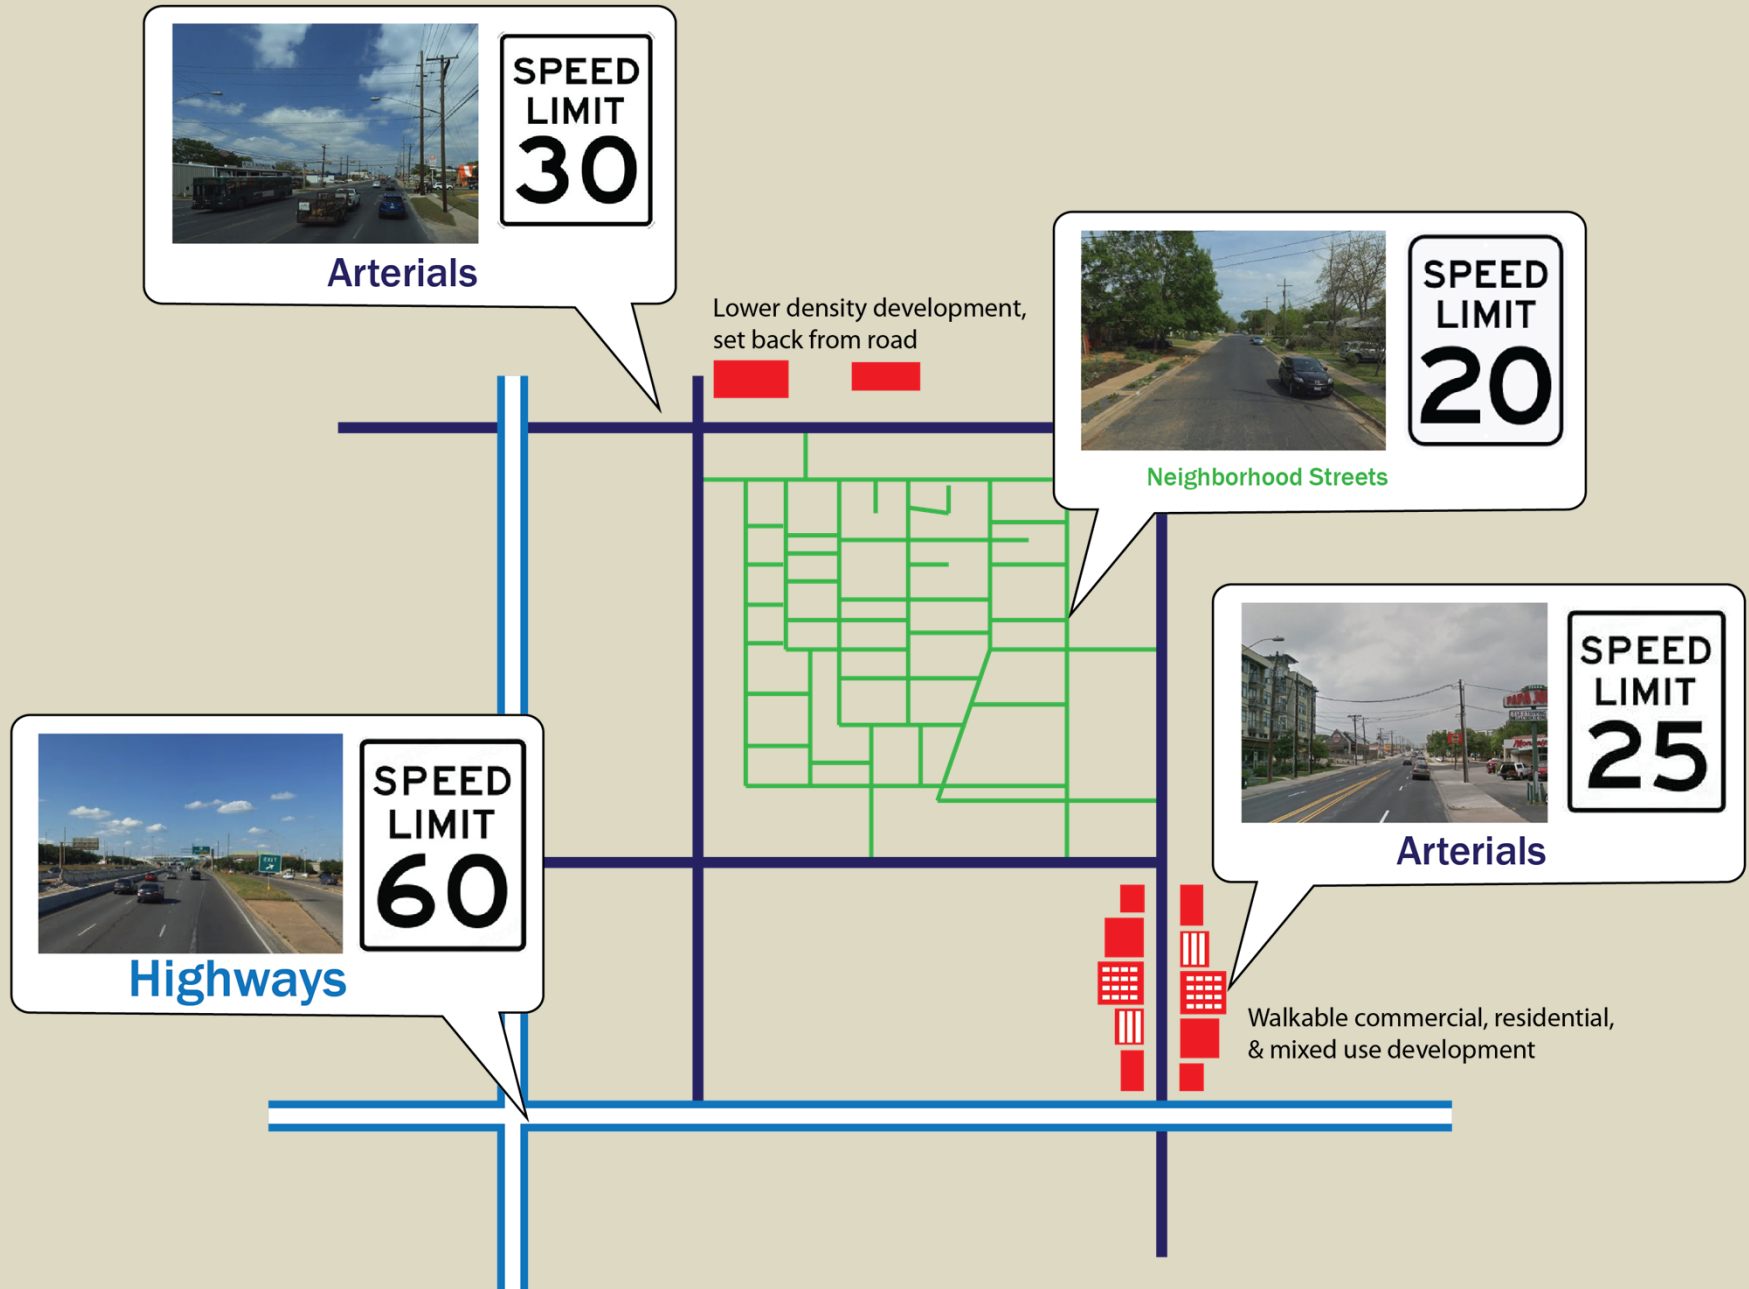 SPEED
LIMIT
30
Arterials
Lower density development,
set back from road
SPEED
LIMIT
20
Neighborhood Streets
SPEED
LIMIT
25
Arterials
SPEED
LIMIT
60
EXIT
Highways
Walkable commercial, residential,
& mixed use development